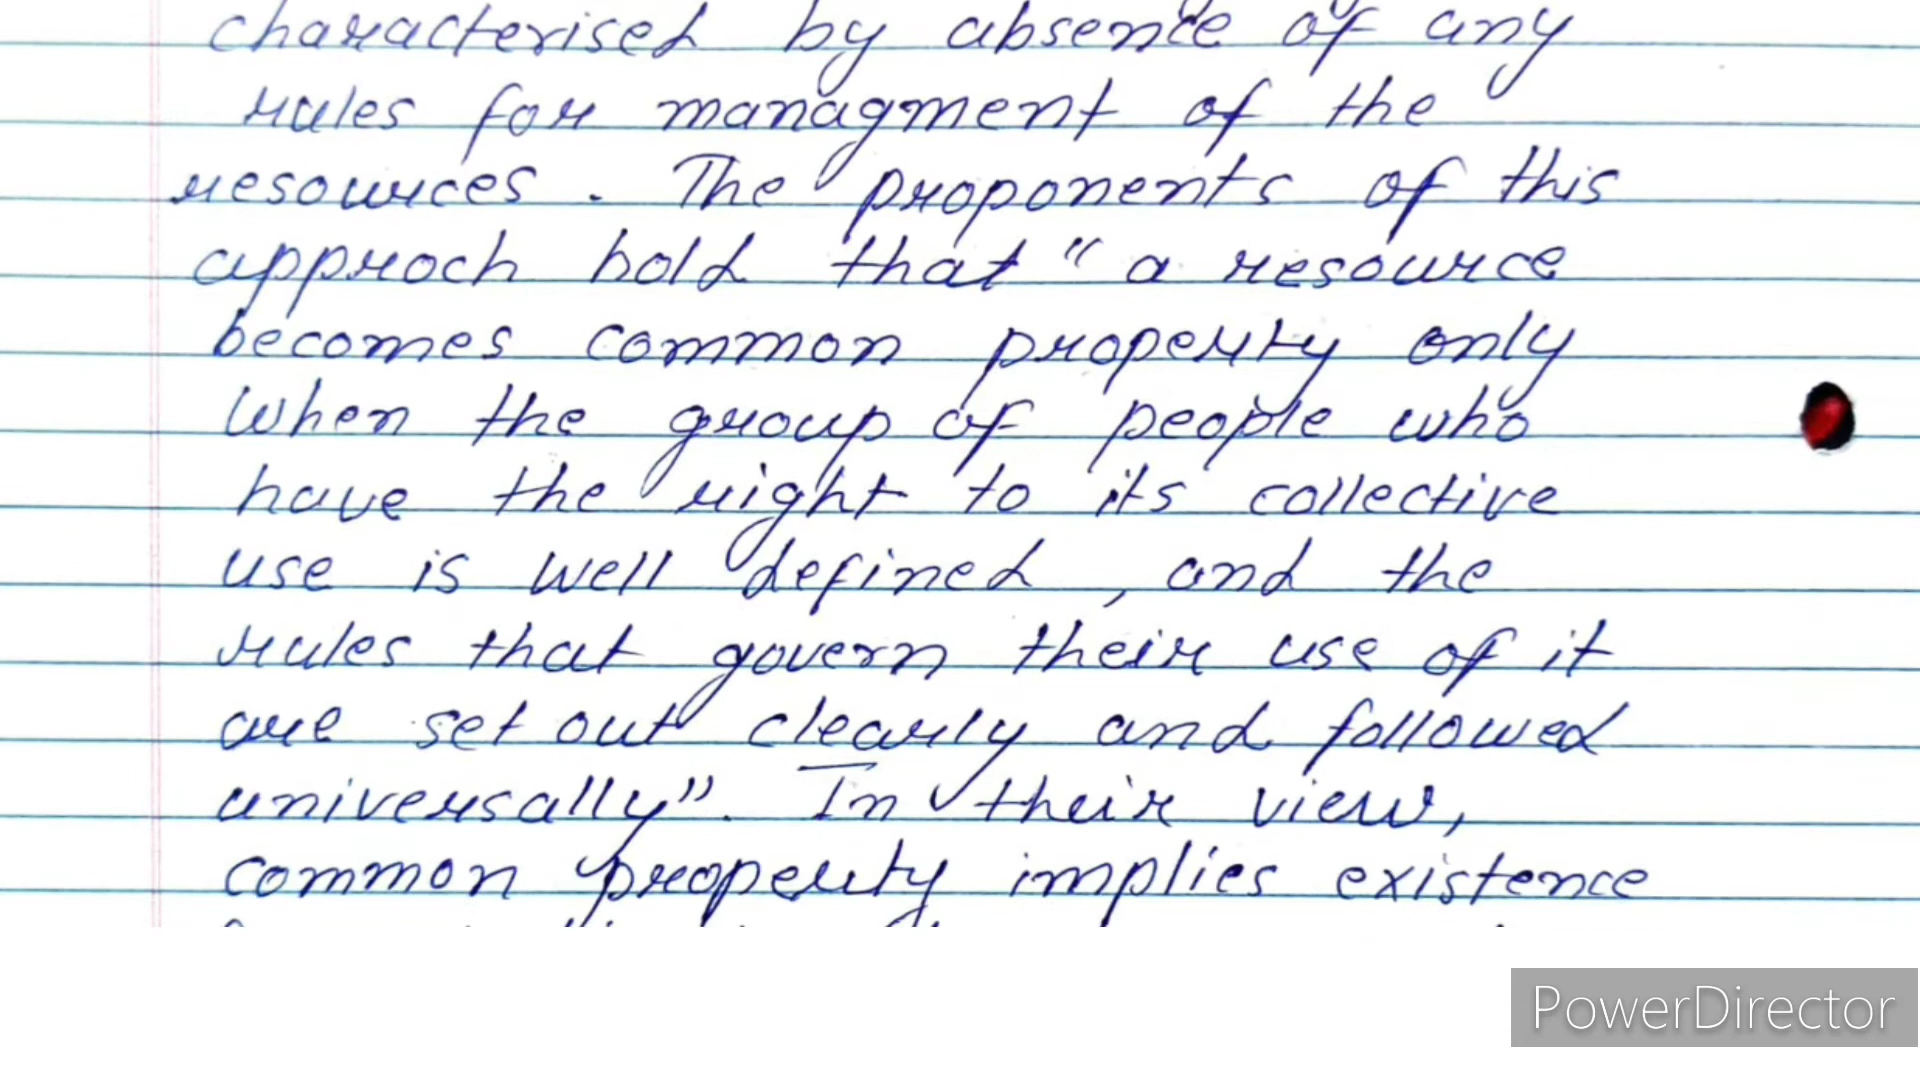 characterised by absence of any
rules for managment of the
resources. The proponents of this
approch hold that "a resource
becomes common property only
when the group of people who
have the right to its collective
use is well defined, and the
rules that govern their use of it
are set out clearly and followed
universally". In their view,
common property implies existence
PowerDirector